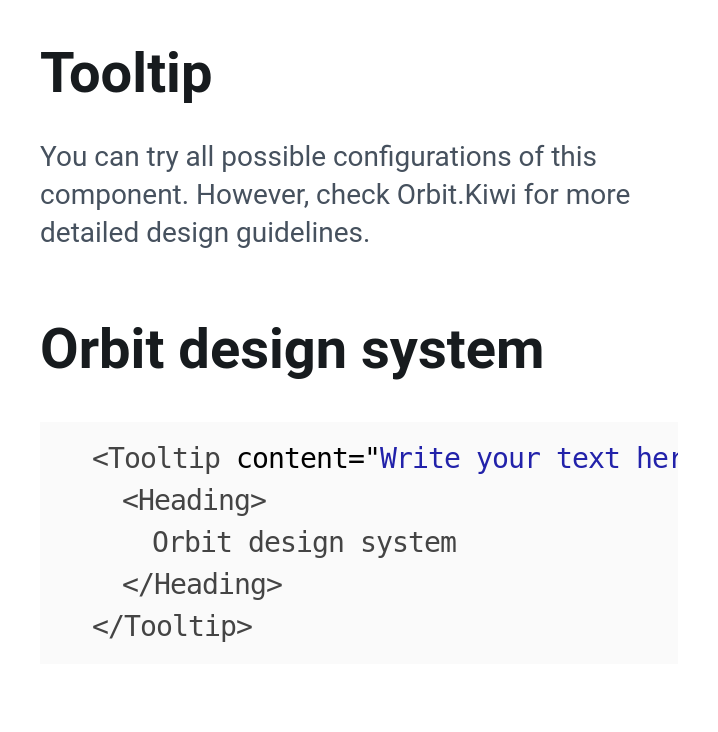 Tooltip
You can try all possible configurations of this
component. However, check Orbit.Kiwi for more
detailed design guidelines.
Orbit design system
<Tooltip content="Write your text her
<Heading>
Orbit design system
</Heading>
</Tooltip>